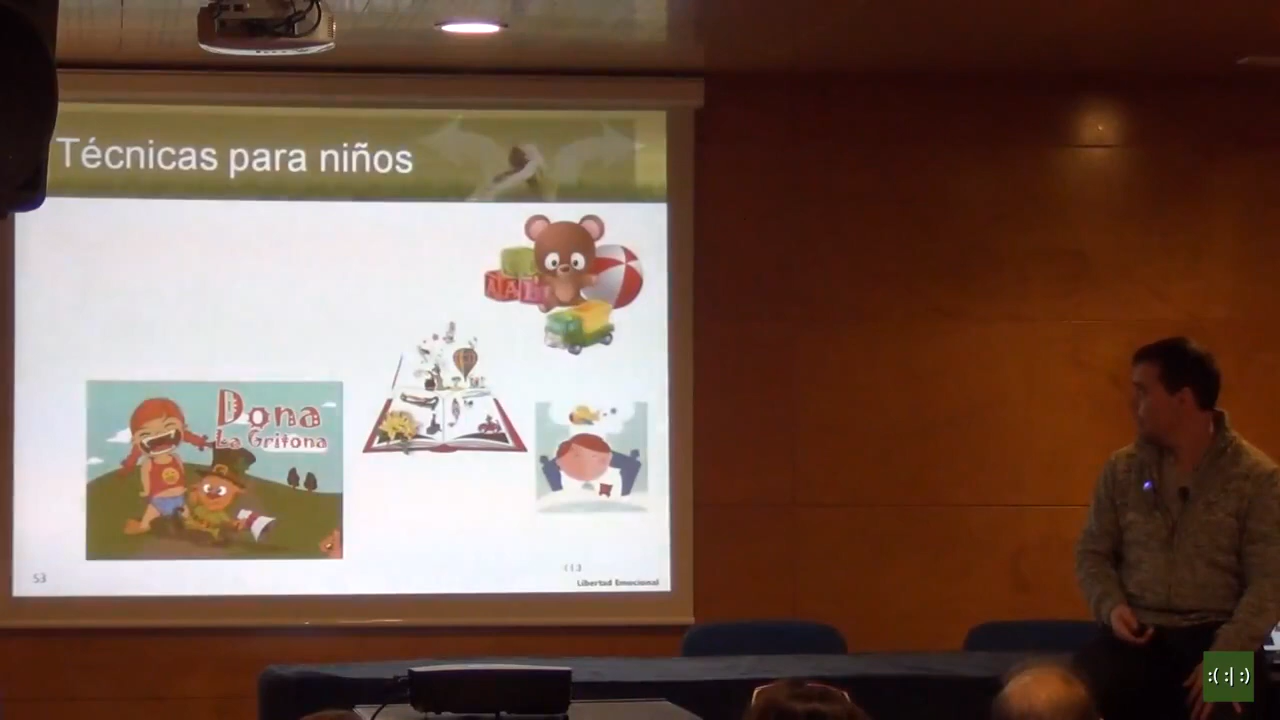 Técnicas para niños
Dona
La Gritona
53
Libertad Emocional
:( :| :)